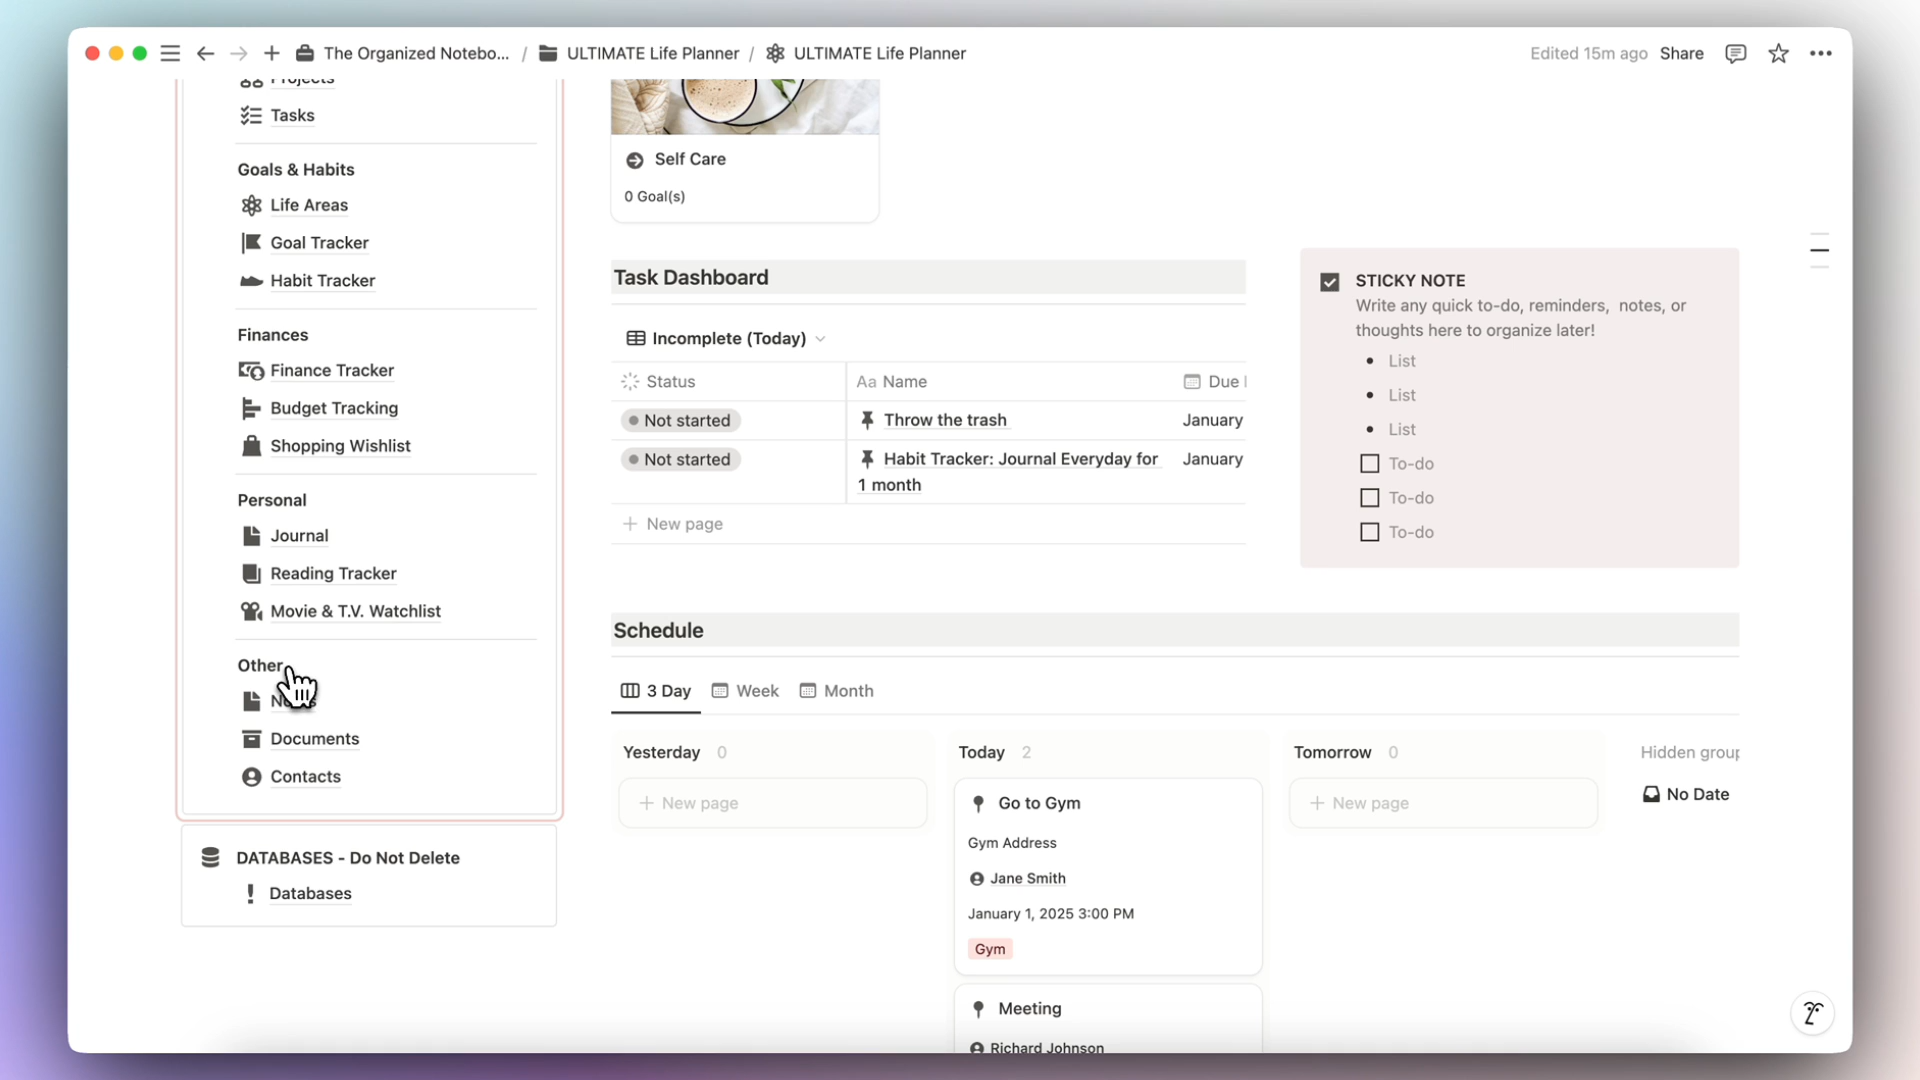 The Organized Notebo... / ULTIMATE Life Planner / ULTIMATE Life Planner
Edited 15m ago Share
Projects
Tasks
Goals & Habits
Life Areas
Goal Tracker
Habit Tracker
Finances
Finance Tracker
Budget Tracking
Shopping Wishlist
Personal
Journal
Reading Tracker
Movie & T.V. Watchlist
Other
Documents
Contacts
DATABASES - Do Not Delete
Databases
Self Care
0 Goal(s)
Task Dashboard
Incomplete (Today)
Status Aa Name Due
Not started Throw the trash January
Not started Habit Tracker: Journal Everyday for January
1 month
New page
STICKY NOTE
Write any quick to-do, reminders, notes, or
thoughts here to organize later!
• List
• List
• List
To-do
To-do
To-do
Schedule
3 Day Week Month
Yesterday 0
New page
Today 2
Go to Gym
Gym Address
Jane Smith
January 1, 2025 3:00 PM
Gym
Meeting
Richard Johnson
Tomorrow 0
New page
Hidden group
No Date